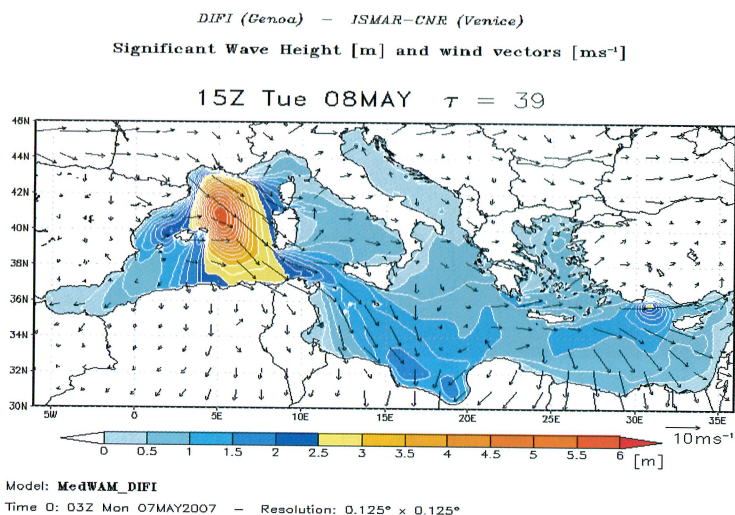 DIFI (Genoa) – ISMAR-CNR (Venice)
Significant Wave Height [m] and wind vectors [ms⁻¹]
15Z Tue 08MAY τ = 39
46N
44N
42N
40N
38N
36N
34N
32N
30N
5W 0 5E 10E 15E 20E 25E 30E 35E
0 0.5 1 1.5 2 2.5 3 3.5 4 4.5 5 5.5 6
10ms⁻¹
[m]
Model: MedWAM_DIFI
Time 0: 03Z Mon 07MAY2007 – Resolution: 0.125° x 0.125°